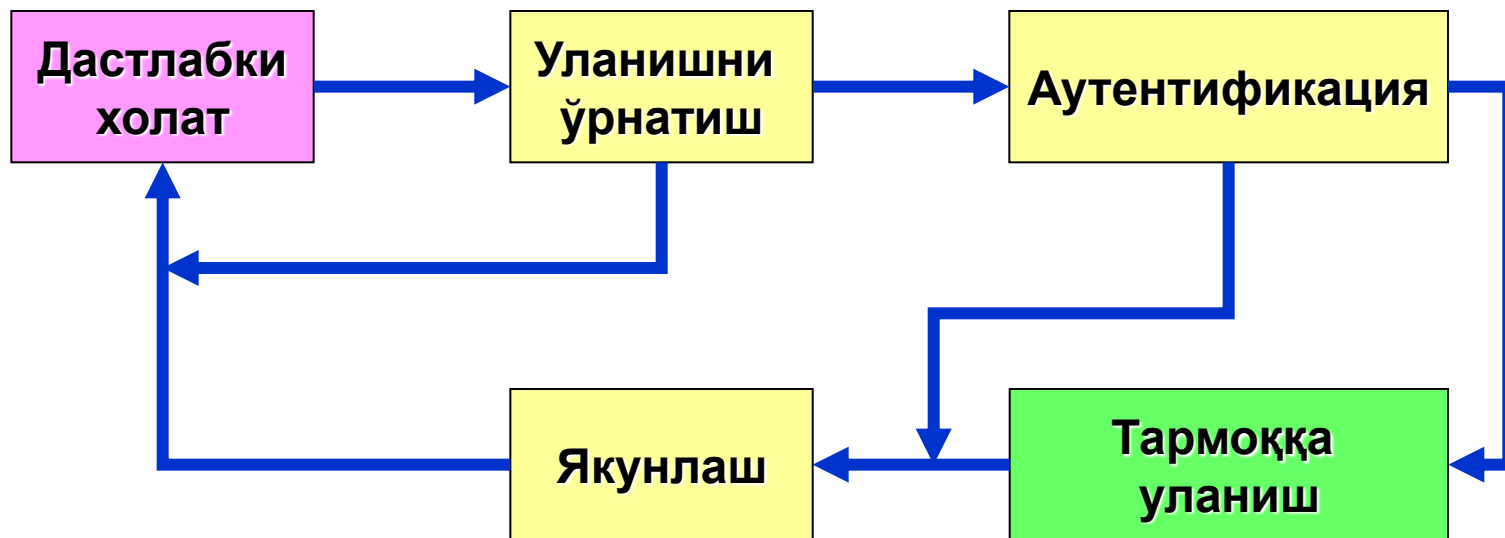 Дастлабки
холат
Уланишни
ўрнатиш
Аутентификация
Якунлаш
Тармоққа
уланиш